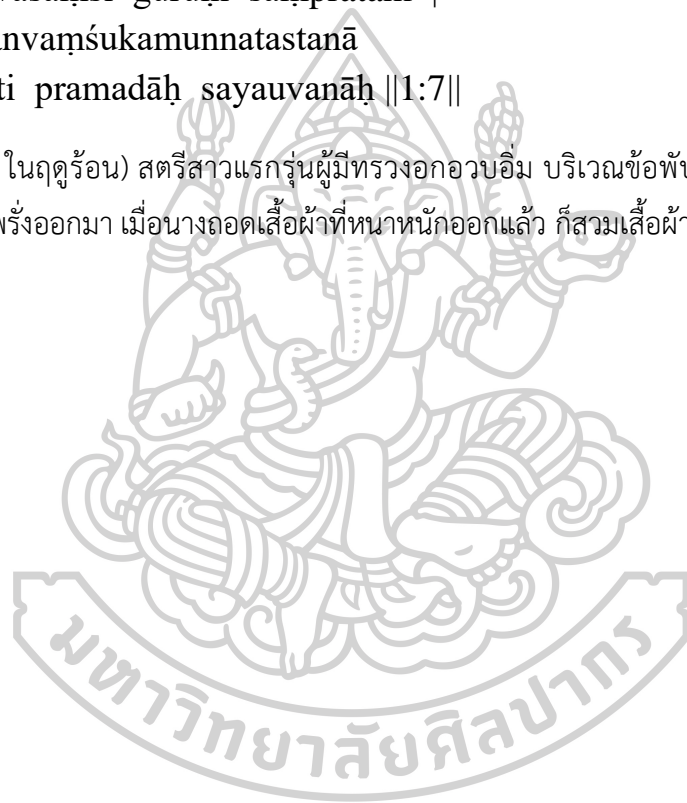 guruṇi sāṃpratam |
anvaṃśukamunnatastanā
ti pramadāḥ sayauvanāḥ ||1:7||
ในฤดูร้อน) สตรีสาวแรกรุ่นผู้มีทรวงอกอวบอิ่ม บริเวณข้อพับ
พรั่งออกมา เมื่อนางถอดเสื้อผ้าที่หนาหนักออกแล้ว ก็สวมเสื้อผ้า
มหาวิทยาลัยศิลปากร